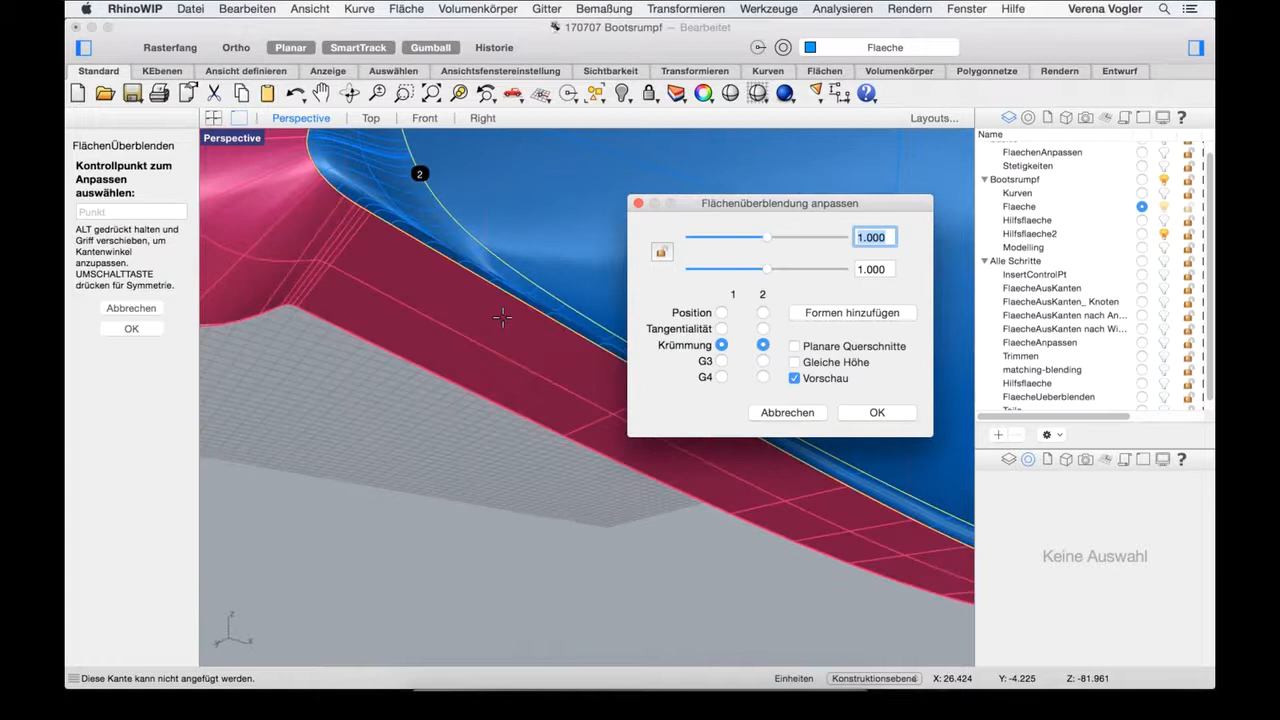 RhinoWIP Datei Bearbeiten Ansicht Kurve Fläche Volumenkörper Gitter Bemaßung Transformieren Werkzeuge Analysieren Rendern Fenster Hilfe Verena Vogler
170707 Bootsrumpf — Bearbeitet
Rasterfang Ortho Planar SmartTrack Gumball Historie Flaeche
Standard KEbenen Ansicht definieren Anzeige Auswählen Ansichtsfensterereinstellung Sichtbarkeit Transformieren Kurven Flächen Volumenkörper Polygonnetze Rendern Entwurf
Perspective Top Front Right Layouts...
Perspective
FlächenÜberblenden
Kontrollpunkt zum
Anpassen
auswählen:
Punkt
ALT gedrückt halten und
Griff verschieben, um
Kantenwinkel
anzupassen.
UMSCHALTTASTE
drücken für Symmetrie.
Abbrechen
OK
2
Flächenüberblendung anpassen
1.000
1.000
1 2
Position
Tangentialität
Krümmung
G3
G4
Formen hinzufügen
Planare Querschnitte
Gleiche Höhe
Vorschau
Abbrechen OK
Name
FlaechenAnpassen
Stetigkeiten
Bootsrumpf
Kurven
Flaeche
Hilfsflaeche
Hilfsflaeche2
Modelling
Alle Schritte
InsertControlPt
FlaecheAusKanten
FlaecheAusKanten_ Knoten
FlaecheAusKanten nach An...
FlaecheAusKanten nach Wi...
FlaecheAnpassen
Trimmen
matching-blending
Hilfsflaeche
FlaecheUeberblenden
Keine Auswahl
z
y x
Diese Kante kann nicht angefügt werden. Einheiten Konstruktionsebene X: 26.424 Y: -4.225 Z: -81.961